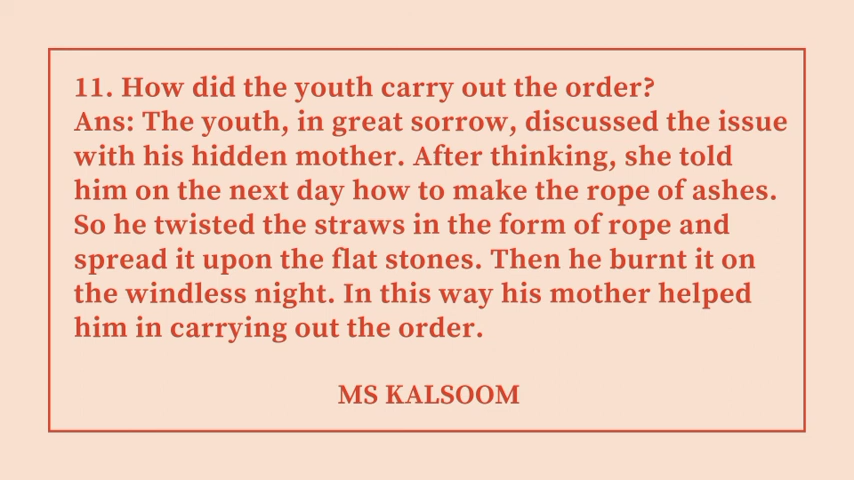 11. How did the youth carry out the order?
Ans: The youth, in great sorrow, discussed the issue
with his hidden mother. After thinking, she told
him on the next day how to make the rope of ashes.
So he twisted the straws in the form of rope and
spread it upon the flat stones. Then he burnt it on
the windless night. In this way his mother helped
him in carrying out the order.
MS KALSOOM